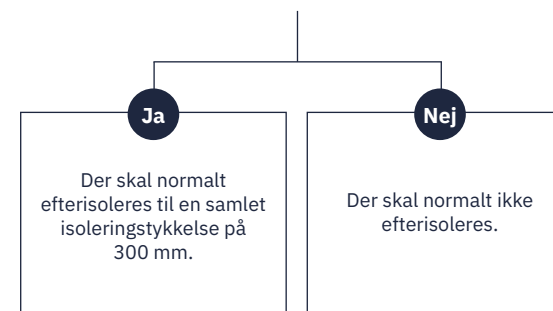 Ja
Der skal normalt
efterisoleres til en samlet
isoleringstykkelse på
300 mm.
Nej
Der skal normalt ikke
efterisoleres.